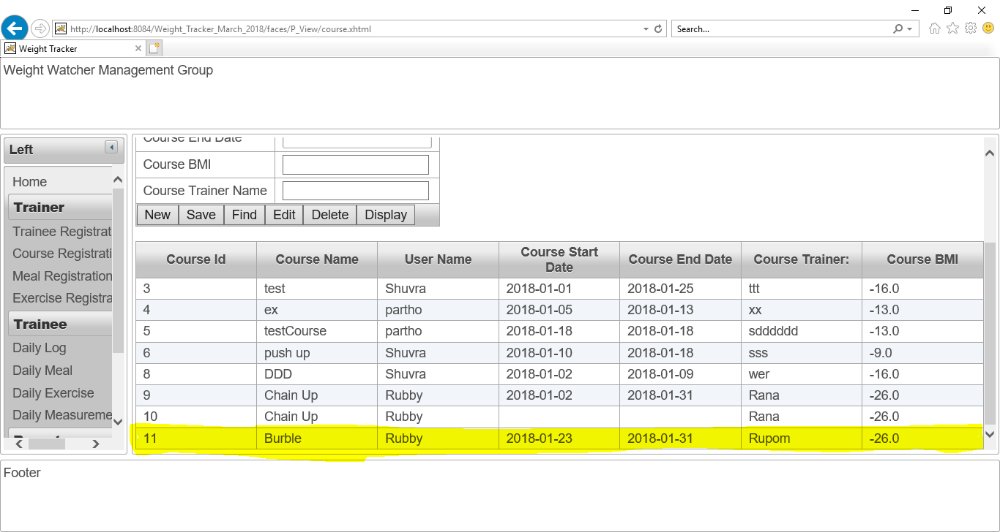 http://localhost:8084/Weight_Tracker_March_2018/faces/P_View/course.xhtml
Search...
Weight Tracker
Weight Watcher Management Group
Left
Home
Trainer
Trainee Registrat
Course Registrati
Meal Registration
Exercise Registra
Trainee
Daily Log
Daily Meal
Daily Exercise
Daily Measureme
Course End Date
Course BMI
Course Trainer Name
New Save Find Edit Delete Display
Course Id Course Name User Name Course Start Date Course End Date Course Trainer: Course BMI
3 test Shuvra 2018-01-01 2018-01-25 ttt -16.0
4 ex partho 2018-01-05 2018-01-13 xx -13.0
5 testCourse partho 2018-01-18 2018-01-18 sdddddd -13.0
6 push up Shuvra 2018-01-10 2018-01-18 sss -9.0
8 DDD Shuvra 2018-01-02 2018-01-09 wer -16.0
9 Chain Up Rubby 2018-01-02 2018-01-31 Rana -26.0
10 Chain Up Rubby Rana -26.0
11 Burble Rubby 2018-01-23 2018-01-31 Rupom -26.0
Footer